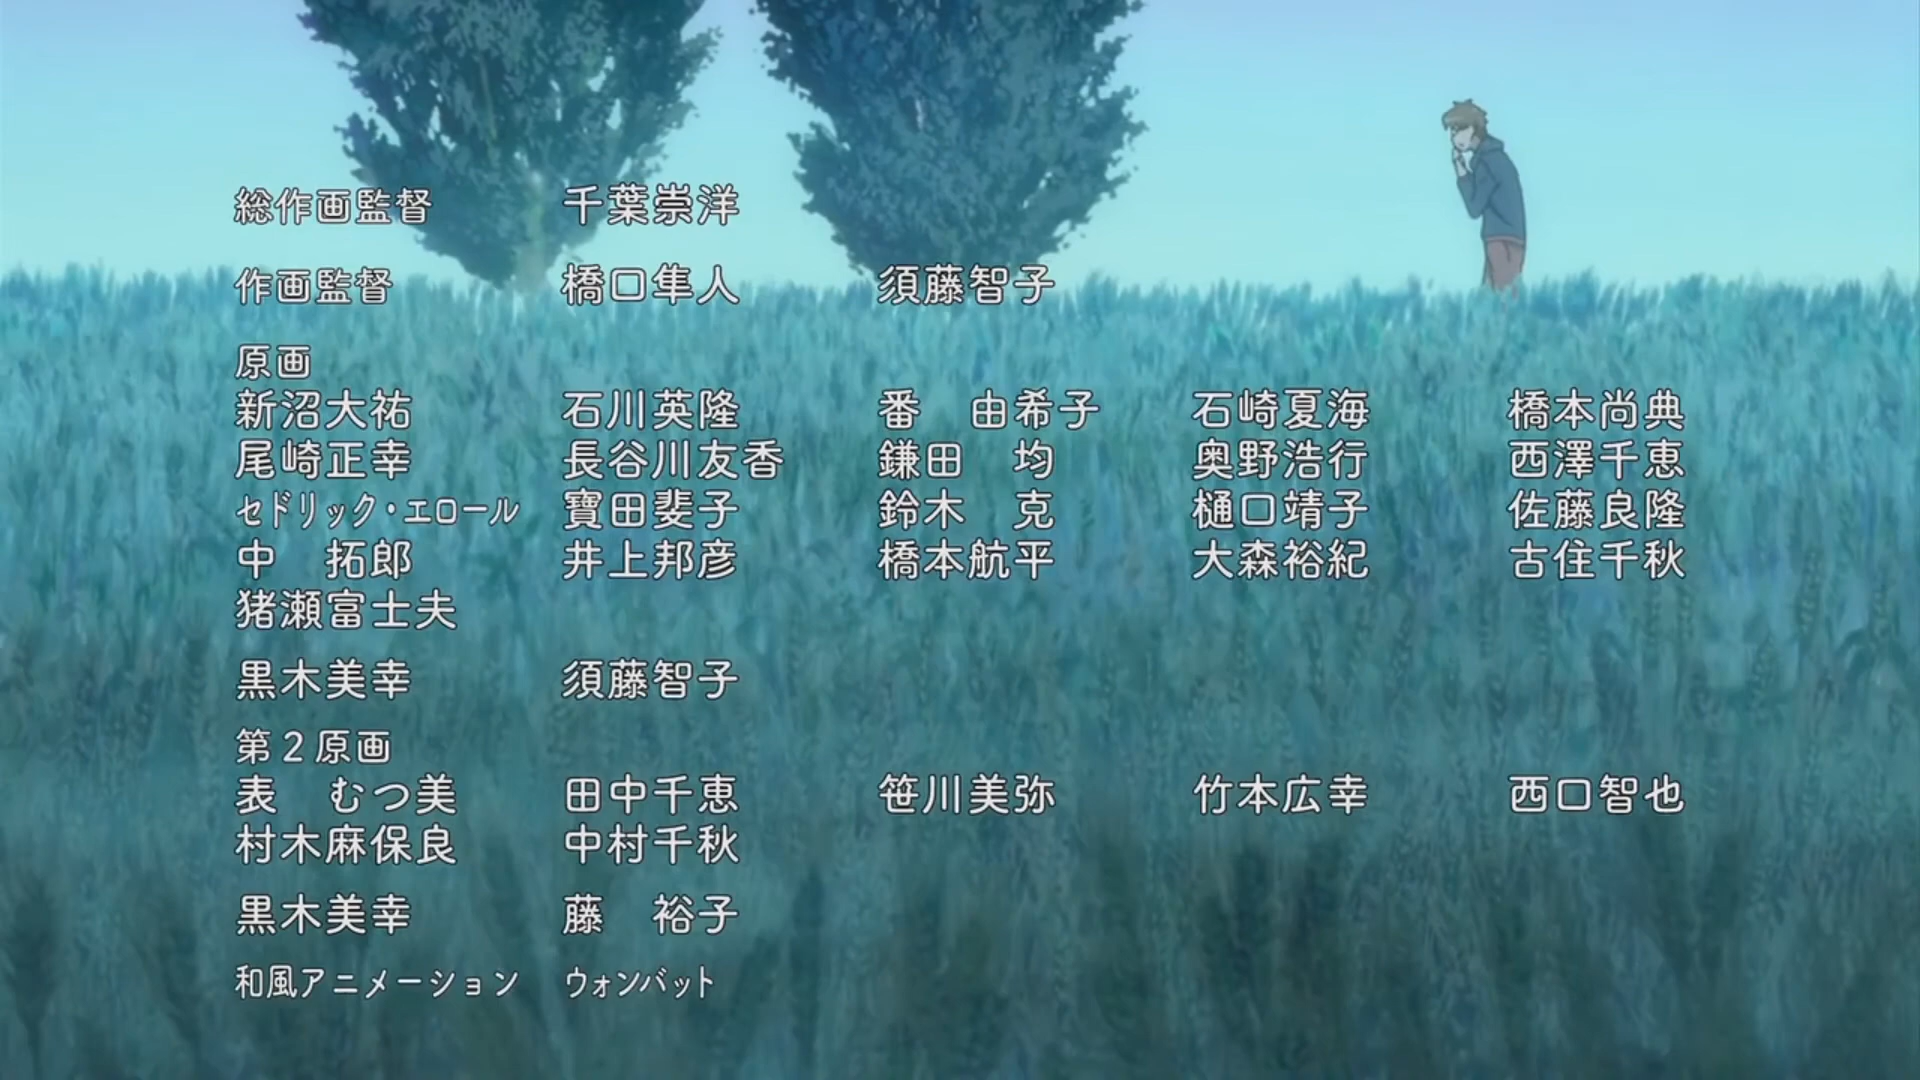 総作画監督 千葉崇洋
作画監督 橋口隼人 須藤智子
原画
新沼大祐 石川英隆 番 由希子 石崎夏海 橋本尚典
尾崎正幸 長谷川友香 鎌田 均 奥野浩行 西澤千恵
セドリック・エロール 寶田斐子 鈴木 克 樋口靖子 佐藤良隆
中 拓郎 井上邦彦 橋本航平 大森裕紀 古住千秋
猪瀬富士夫
黒木美幸 須藤智子
第2原画
表 むつ美 田中千恵 笹川美弥 竹本広幸 西口智也
村木麻保良 中村千秋
黒木美幸 藤 裕子
和風アニメーション ウォンバット